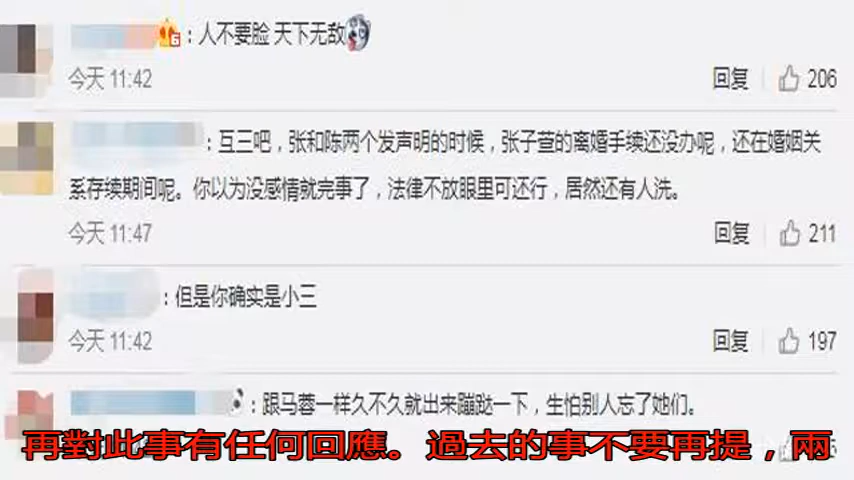 ：人不要脸 天下无敌
今天 11:42 回复 206
：互三吧，张和陈两个发声明的时候，张子萱的离婚手续还没办呢，还在婚姻关
系存续期间呢。你以为没感情就完事了，法律不放眼里可还行，居然还有人洗。
今天 11:47 回复 211
：但是你确实是小三
今天 11:42 回复 197
：跟马蓉一样久不久就出来蹦跶一下，生怕别人忘了她们。
再對此事有任何回應。過去的事不要再提，兩